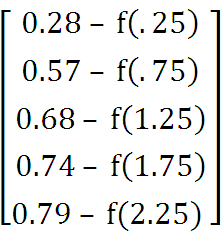 0.28 – f(. 25)
0.57 – f(. 75)
0.68 – f(1.25)
0.74 – f(1.75)
0.79 – f(2.25)